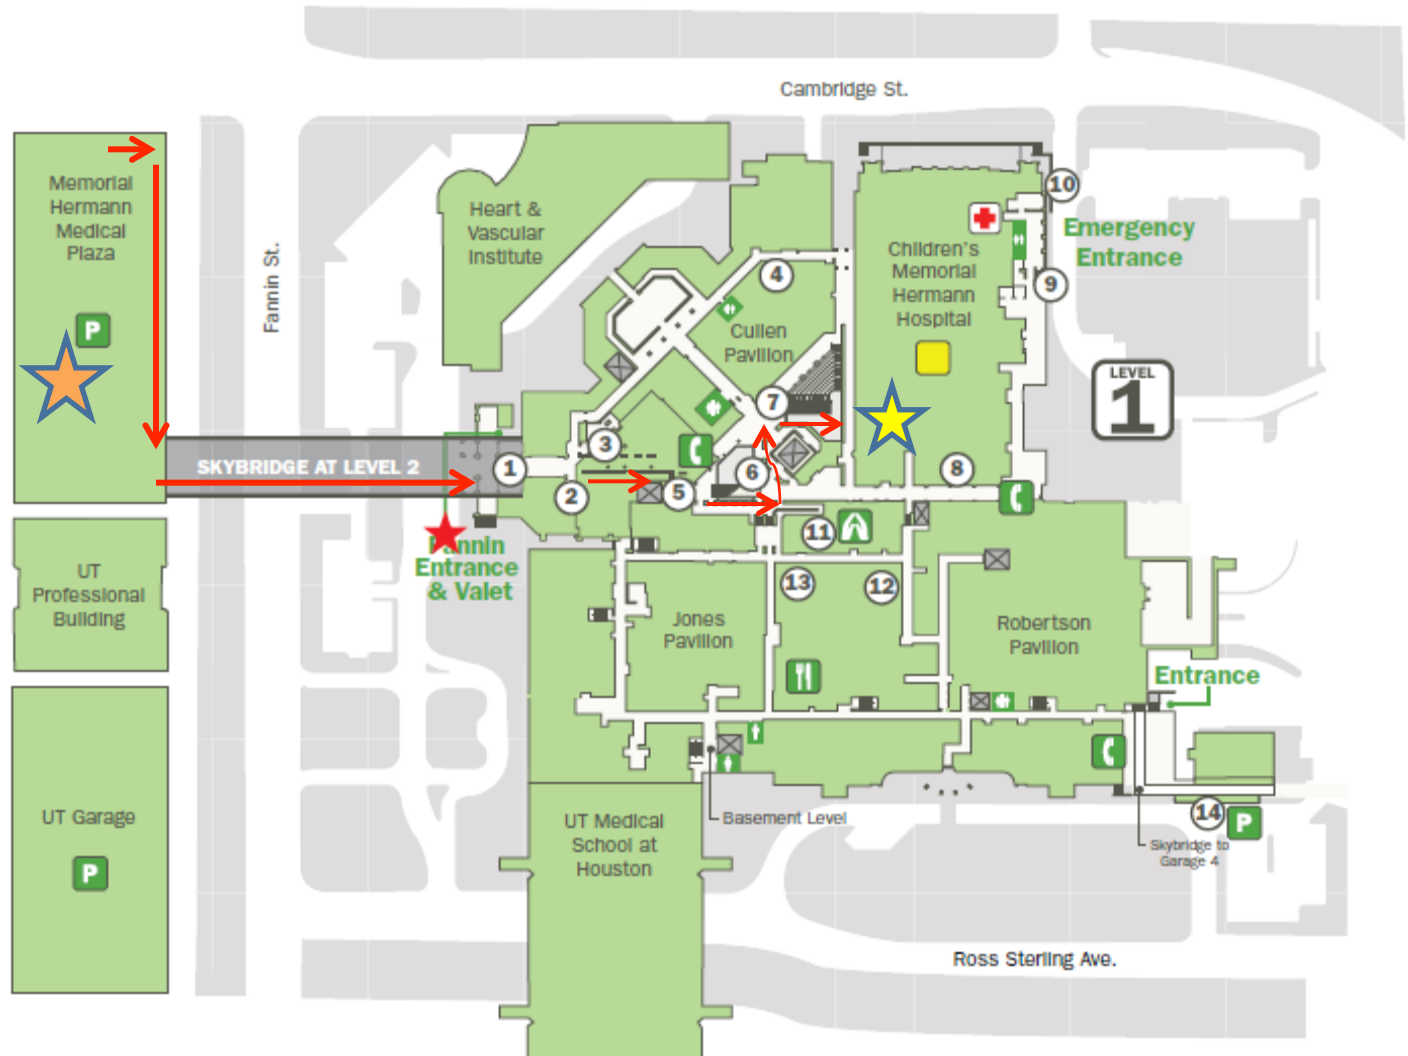 Cambridge St.
Memorial
Hermann
Medical
Plaza
P
Fannin St.
Heart &
Vascular
Institute
4
Cullen
Pavilion
Children's
Memorial
Hermann
Hospital
10
Emergency
Entrance
9
LEVEL
1
7
3
SKYBRIDGE AT LEVEL 2
1
2
5
6
8
11
Fannin
Entrance
& Valet
UT
Professional
Building
13
12
Jones
Pavilion
Robertson
Pavilion
Entrance
UT Garage
P
Basement Level
UT Medical
School at
Houston
14
P
Skybridge to
Garage 4
Ross Sterling Ave.